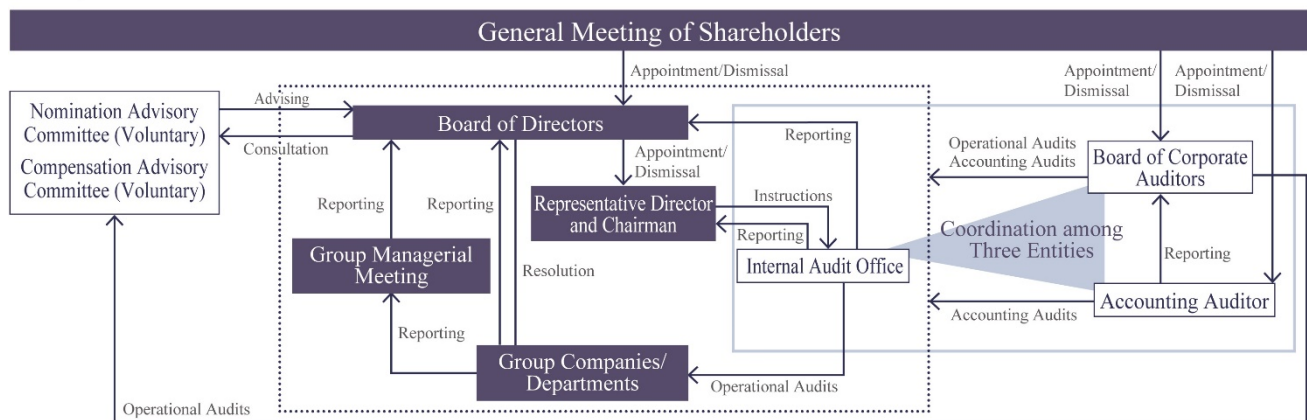 General Meeting of Shareholders
Appointment/Dismissal
Appointment/
Dismissal
Appointment/
Dismissal
Nomination Advisory
Committee (Voluntary)
Compensation Advisory
Committee (Voluntary)
Advising
Consultation
Board of Directors
Reporting
Operational Audits
Accounting Audits
Board of Corporate
Auditors
Appointment/
Dismissal
Reporting
Reporting
Representative Director
and Chairman
Instructions
Reporting
Coordination among
Three Entities
Group Managerial
Meeting
Resolution
Internal Audit Office
Reporting
Accounting Auditor
Accounting Audits
Reporting
Group Companies/
Departments
Operational Audits
Operational Audits